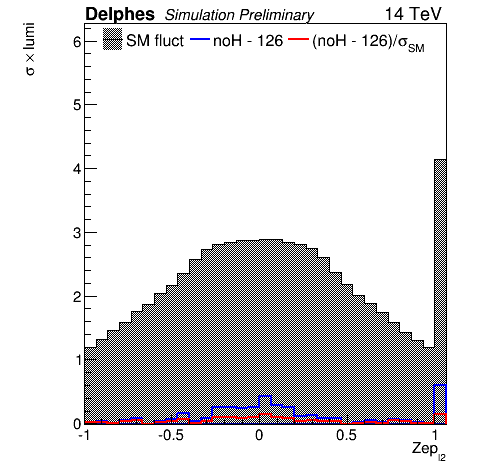 Delphes Simulation Preliminary 14 TeV
σ × lumi
SM fluct noH - 126 (noH - 126)/σSM
6
5
4
3
2
1
0
-1 -0.5 0 0.5 1
Zepl2